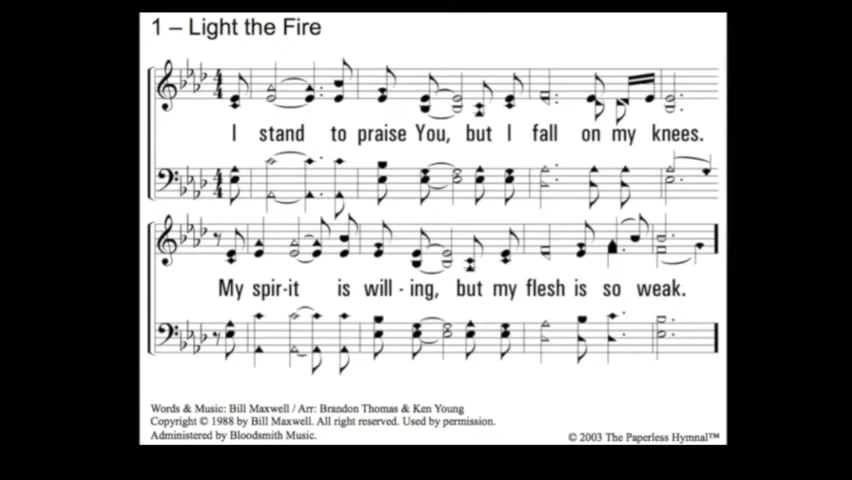 1 – Light the Fire
I stand to praise You, but I fall on my knees.
My spir-it is will - ing, but my flesh is so weak.
Words & Music: Bill Maxwell / Arr: Brandon Thomas & Ken Young
Copyright © 1988 by Bill Maxwell. All right reserved. Used by permission.
Administered by Bloodsmith Music.
© 2003 The Paperless Hymnal™